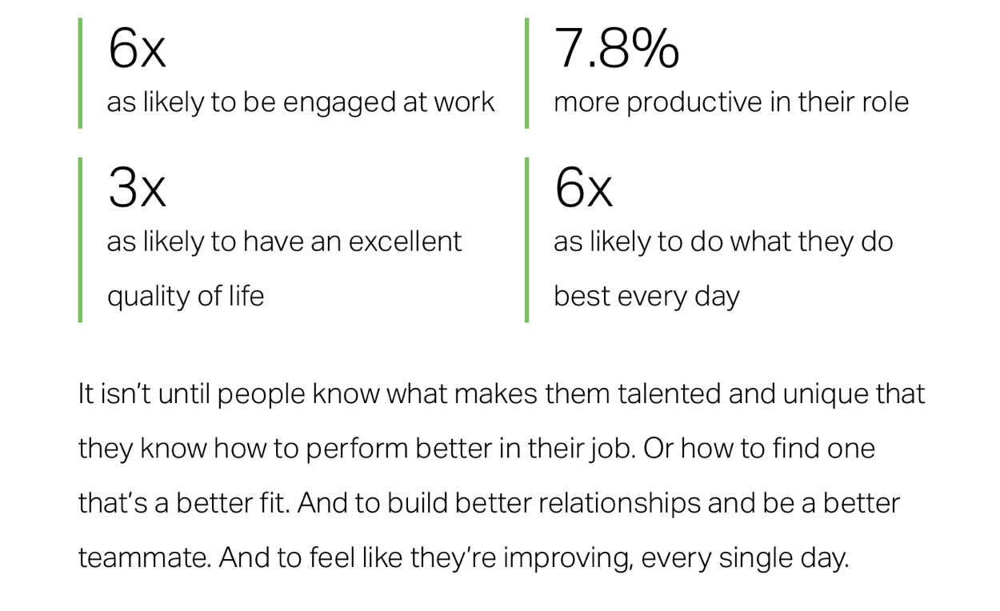 6x
as likely to be engaged at work
7.8%
more productive in their role
3x
as likely to have an excellent
quality of life
6x
as likely to do what they do
best every day
It isn’t until people know what makes them talented and unique that
they know how to perform better in their job. Or how to find one
that’s a better fit. And to build better relationships and be a better
teammate. And to feel like they’re improving, every single day.